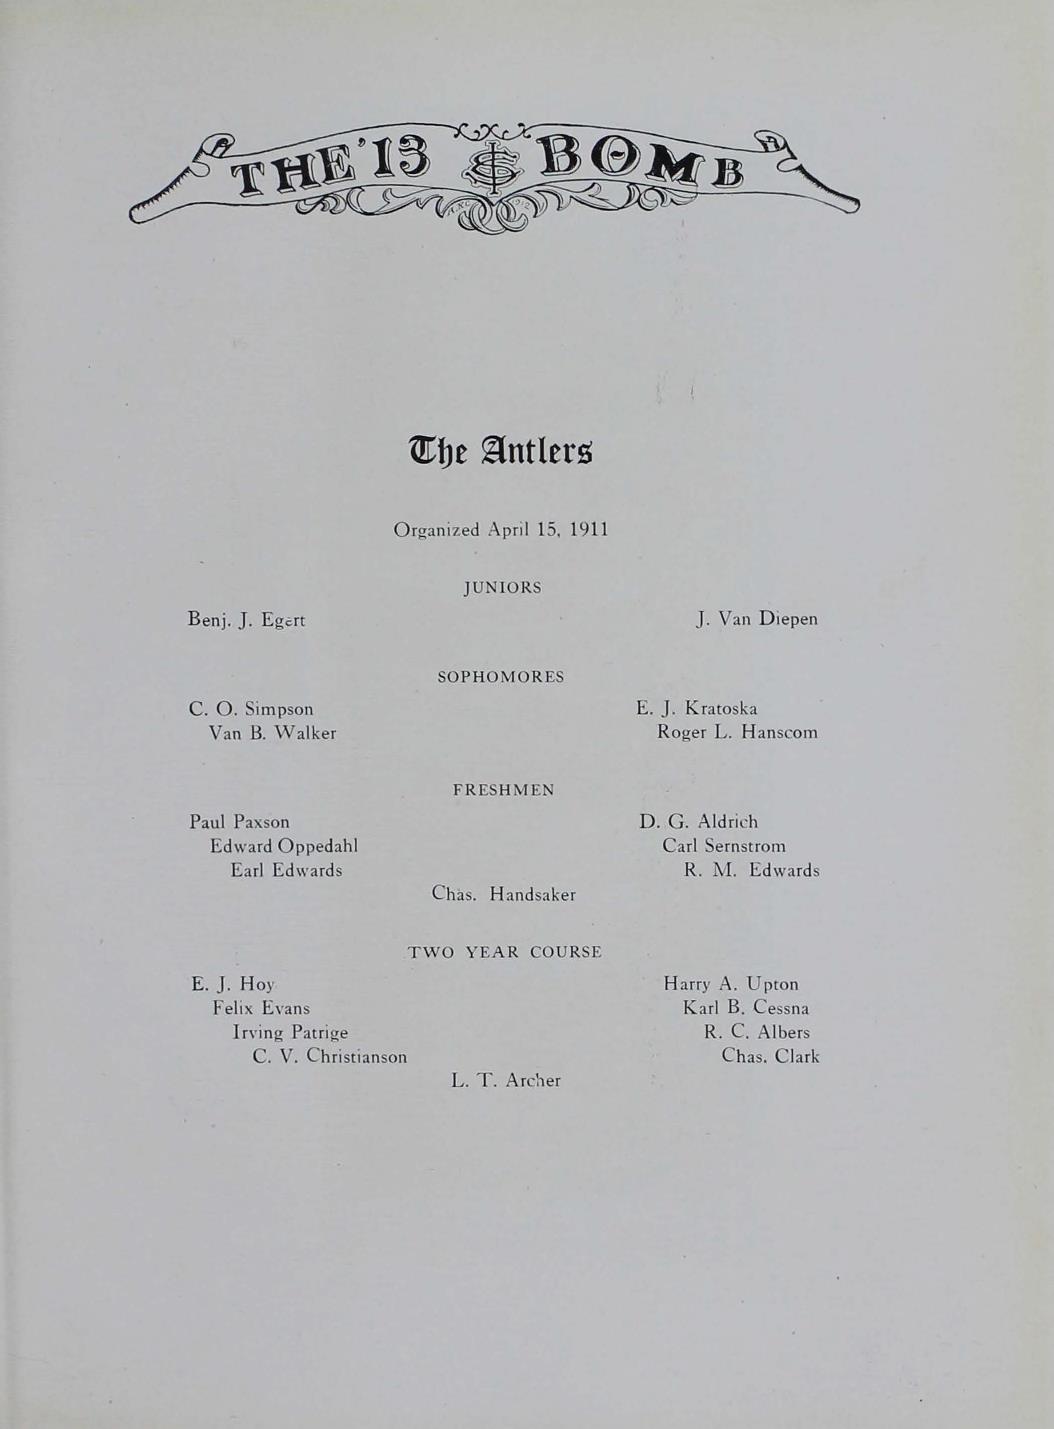 THE '13 BOMB
The Antlers
Organized April 15, 1911
JUNIORS
Benj. J. Egert J. Van Diepen
SOPHOMORES
C. O. Simpson E. J. Kratoska
Van B. Walker Roger L. Hanscom
FRESHMEN
Paul Paxson D. G. Aldrich
Edward Oppedahl Carl Sernstrom
Earl Edwards R. M. Edwards
Chas. Handsaker
TWO YEAR COURSE
E. J. Hoy Harry A. Upton
Felix Evans Karl B. Cessna
Irving Patrige R. C. Albers
C. V. Christianson Chas. Clark
L. T. Archer